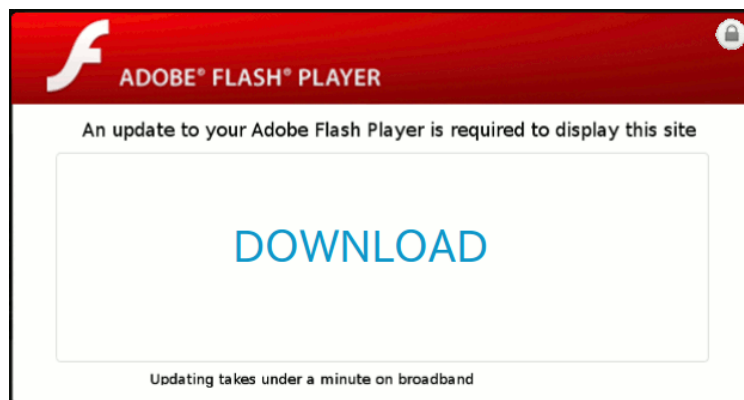 ADOBE® FLASH® PLAYER
An update to your Adobe Flash Player is required to display this site
DOWNLOAD
Updating takes under a minute on broadband